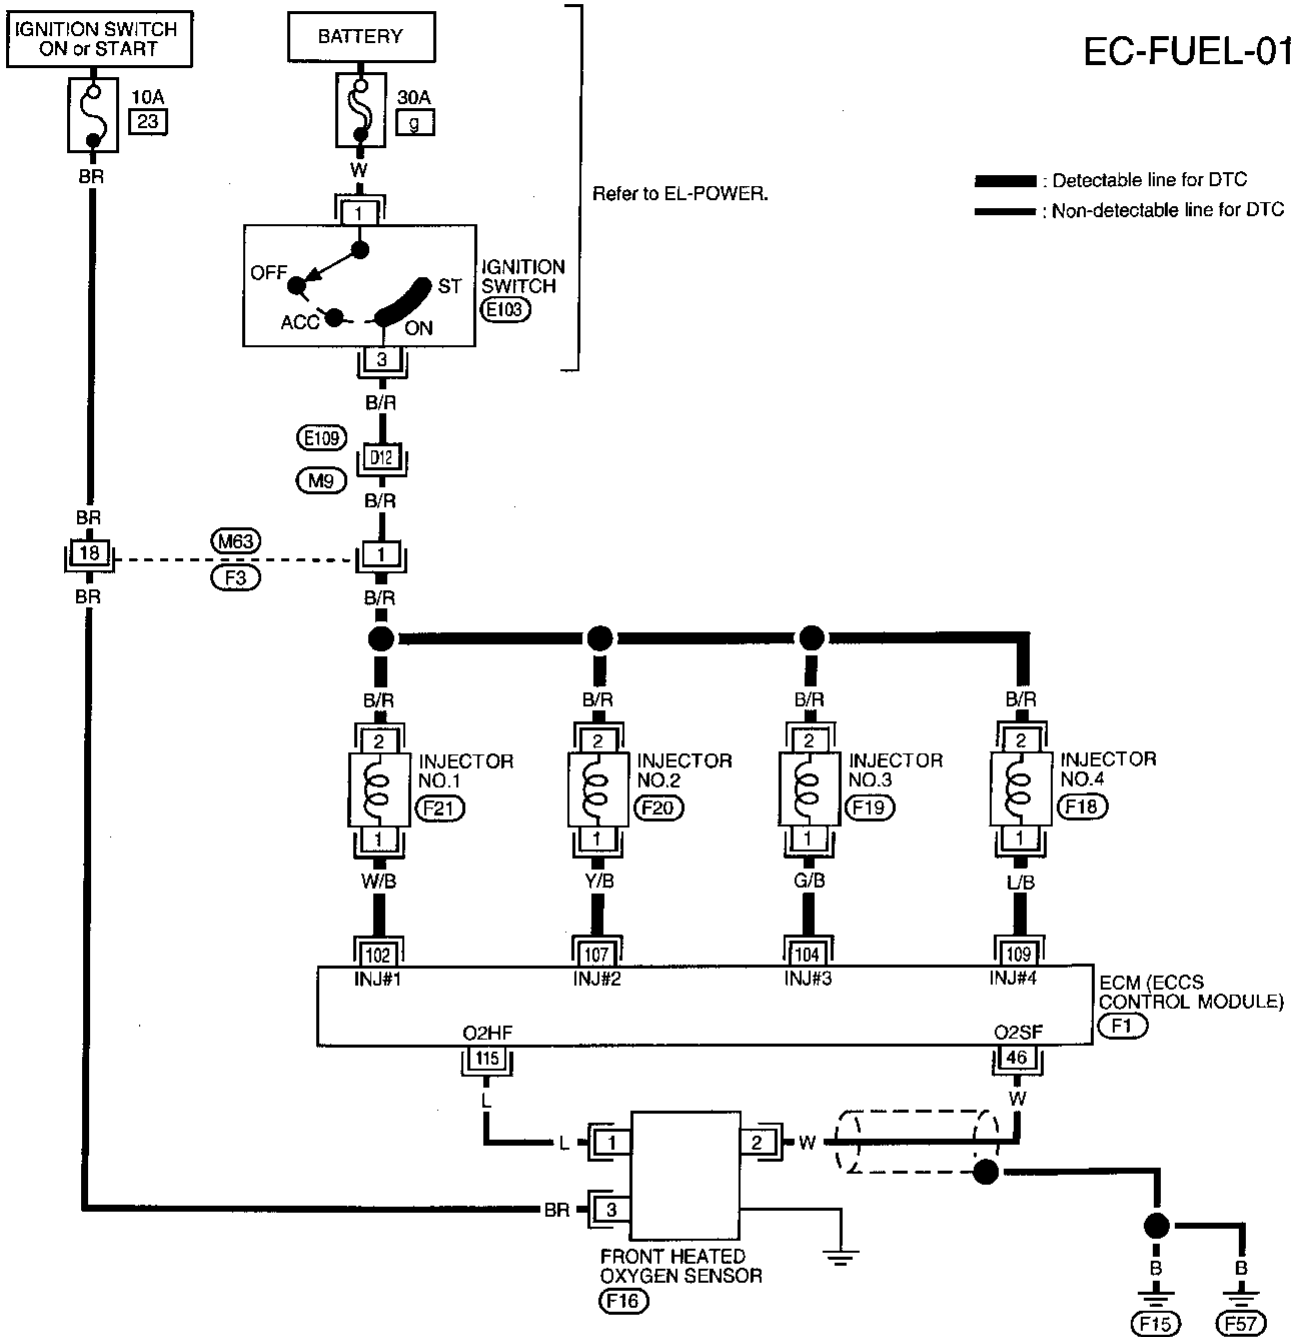 IGNITION SWITCH
ON or START
BATTERY
EC-FUEL-01
10A
23
30A
g
BR
W
Refer to EL-POWER.
: Detectable line for DTC
: Non-detectable line for DTC
1
OFF
ACC
ON
ST
IGNITION
SWITCH
E103
3
B/R
E109
D12
M9
B/R
BR
18
M63
F3
1
BR
B/R
B/R
B/R
B/R
B/R
2
2
2
2
INJECTOR
NO.1
F21
INJECTOR
NO.2
F20
INJECTOR
NO.3
F19
INJECTOR
NO.4
F18
1
1
1
1
W/B
Y/B
G/B
L/B
102
107
104
109
INJ#1
INJ#2
INJ#3
INJ#4
ECM (ECCS
CONTROL MODULE)
F1
O2HF
O2SF
115
46
L
W
L
1
2
W
BR
3
FRONT HEATED
OXYGEN SENSOR
F16
B
B
F15
F57